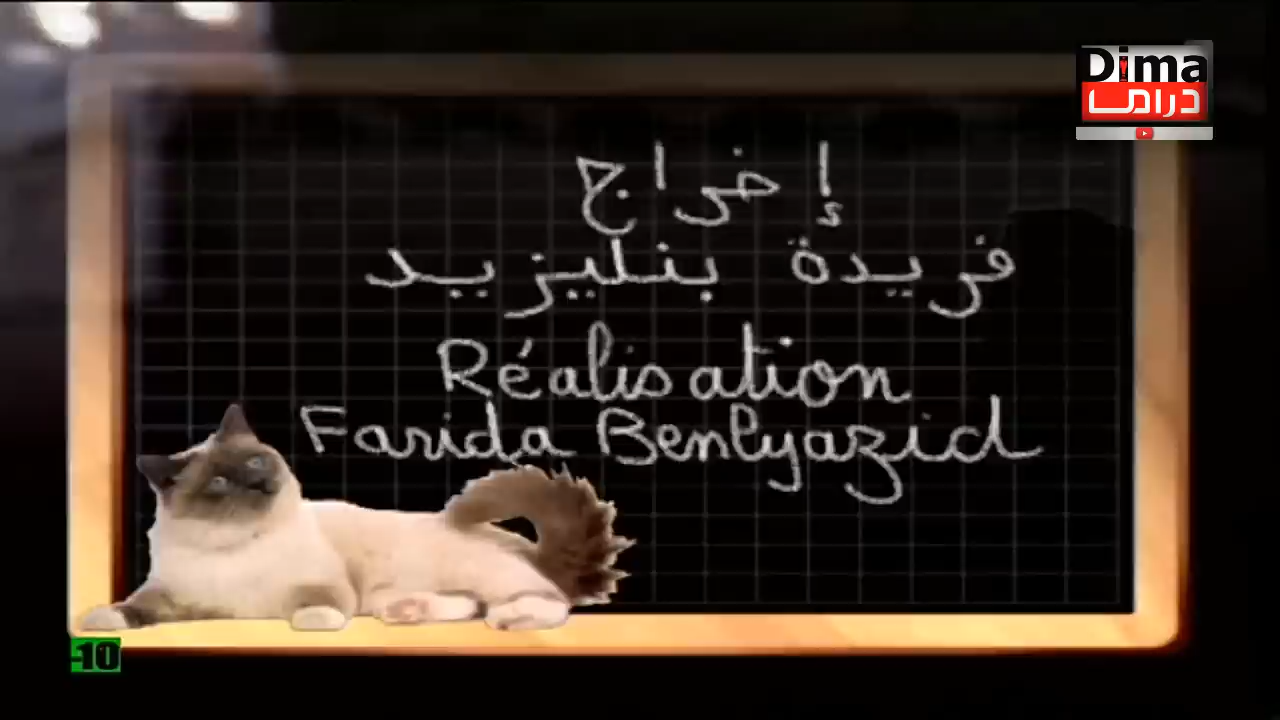 Dima
دراما
إخراج
فريدة بنليزيد
Réalisation
Farida Benlyazid
-10